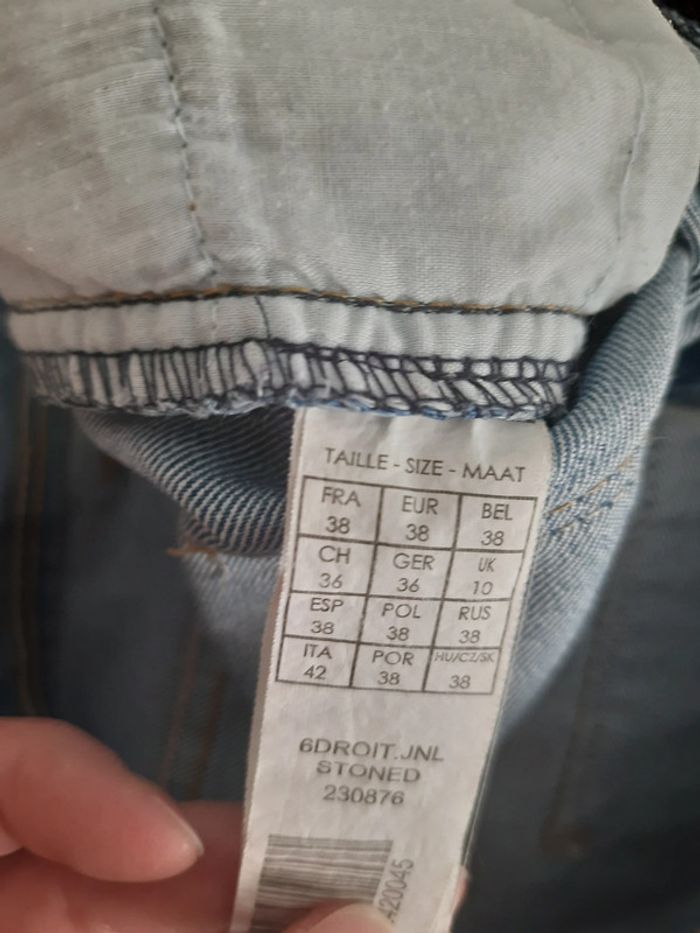 TAILLE - SIZE - MAAT
FRA EUR BEL
38 38 38
CH GER UK
36 36 10
ESP POL RUS
38 38 38
ITA POR HU/CZ/SK
42 38 38
6DROIT.JNL
STONED
230876
A20045